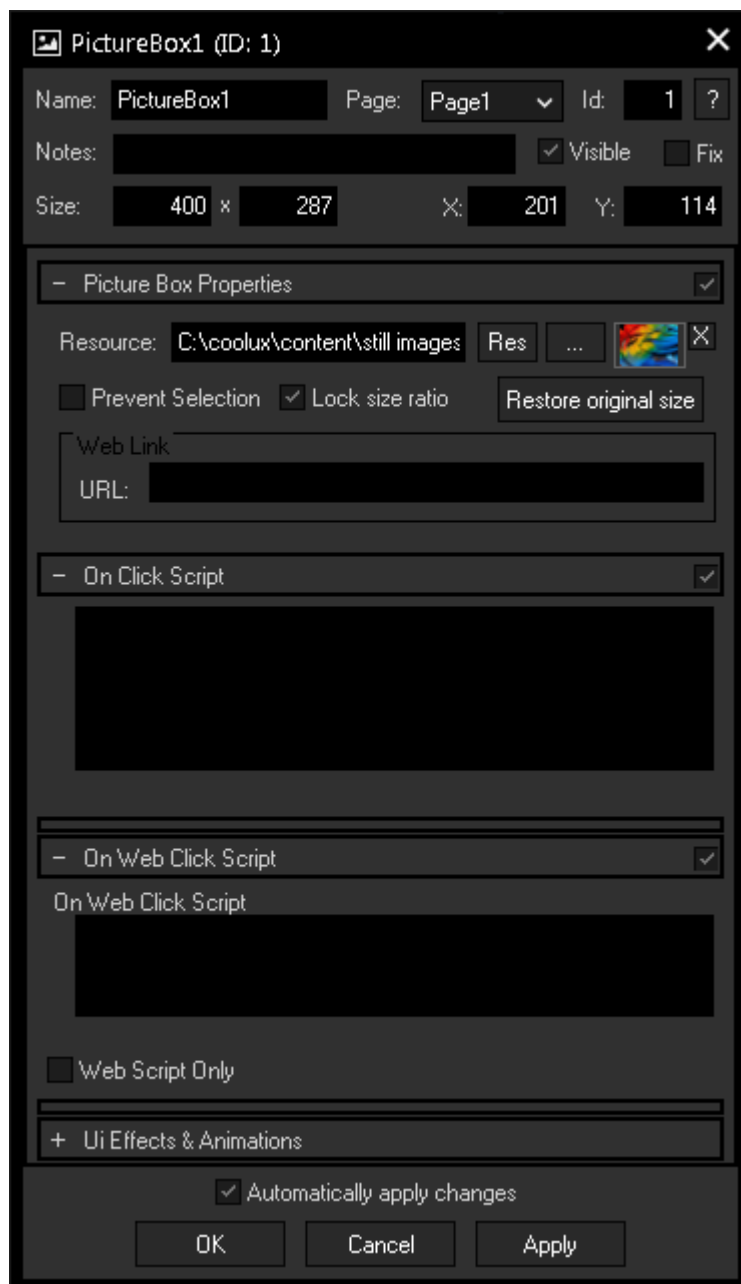 PictureBox1 (ID: 1)
Name: PictureBox1 Page: Page1 Id: 1 ?
Notes: Visible Fix
Size: 400 x 287 X: 201 Y: 114
− Picture Box Properties
Resource: C:\coolux\content\still images Res ... X
Prevent Selection Lock size ratio Restore original size
Web Link
URL:
− On Click Script
− On Web Click Script
On Web Click Script
Web Script Only
+ Ui Effects & Animations
Automatically apply changes
OK Cancel Apply